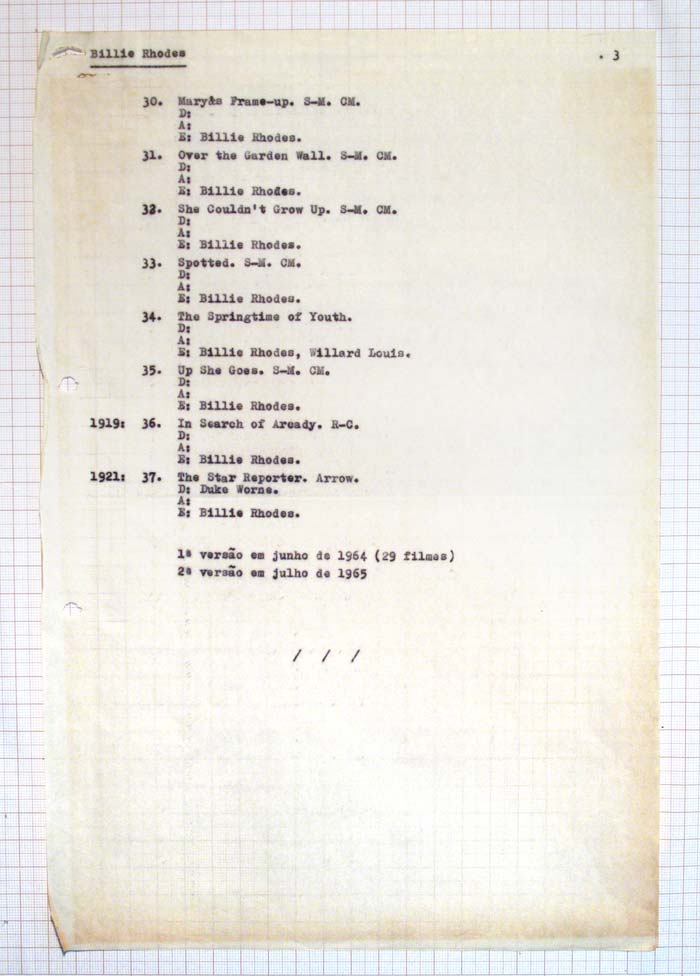 Billie Rhodes . 3
30. Mary&s Frame-up. S-M. CM.
D:
A:
E: Billie Rhodes.
31. Over the Garden Wall. S-M. CM.
D:
A:
E: Billie Rhodes.
32. She Couldn't Grow Up. S-M. CM.
D:
A:
E: Billie Rhodes.
33. Spotted. S-M. CM.
D:
A:
E: Billie Rhodes.
34. The Springtime of Youth.
D:
A:
E: Billie Rhodes, Willard Louis.
35. Up She Goes. S-M. CM.
D:
A:
E: Billie Rhodes.
1919: 36. In Search of Arcady. R-C.
D:
A:
E: Billie Rhodes.
1921: 37. The Star Reporter. Arrow.
D: Duke Worne.
A:
E: Billie Rhodes.
1ª versão em junho de 1964 (29 filmes)
2ª versão em julho de 1965
/ / /